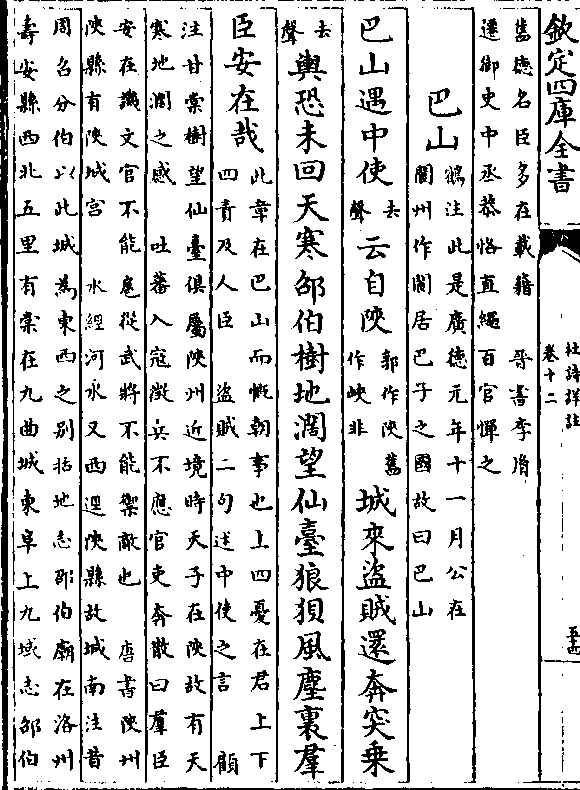 欽定四庫全書
杜詩詳註
卷十二
舊德名臣多在載籍　晉書李胤
遷御史中丞恭恪直繩百官憚之
巴山
鶴注此是廣德元年十一月公在
閬州作閬居巴子之國故曰巴山
巴山遇中使去聲云自陜郭作陜舊作峽非城來盜賊還奔突乗
去聲輿恐未回天寒邵伯樹地濶望仙臺狼狽風塵裏羣
臣安在哉
此章在巴山而慨朝事也上四憂在君上下
四責及人臣　盜賊二句述中使之言　顧
注甘棠樹望仙臺俱屬陜州近境時天子在陜故有天
寒地濶之感　吐蕃入宼徵兵不應官吏奔散曰羣臣
安在譏文官不能扈從武將不能禦敵也　唐書陜州
陜縣有陜城宫　水經河水又西逕陜縣故城南注昔
周召分伯以此城為東西之别括地志邵伯廟在洛州
壽安縣西北五里有棠在九曲城東阜上九域志邵伯